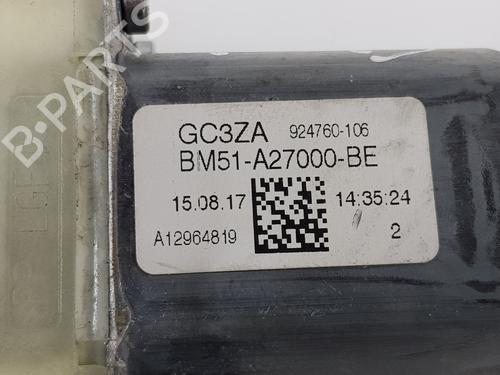 B-PARTS
GC3ZA 924760-106
BM51-A27000-BE
15.08.17 14:35:24
A12964819 2